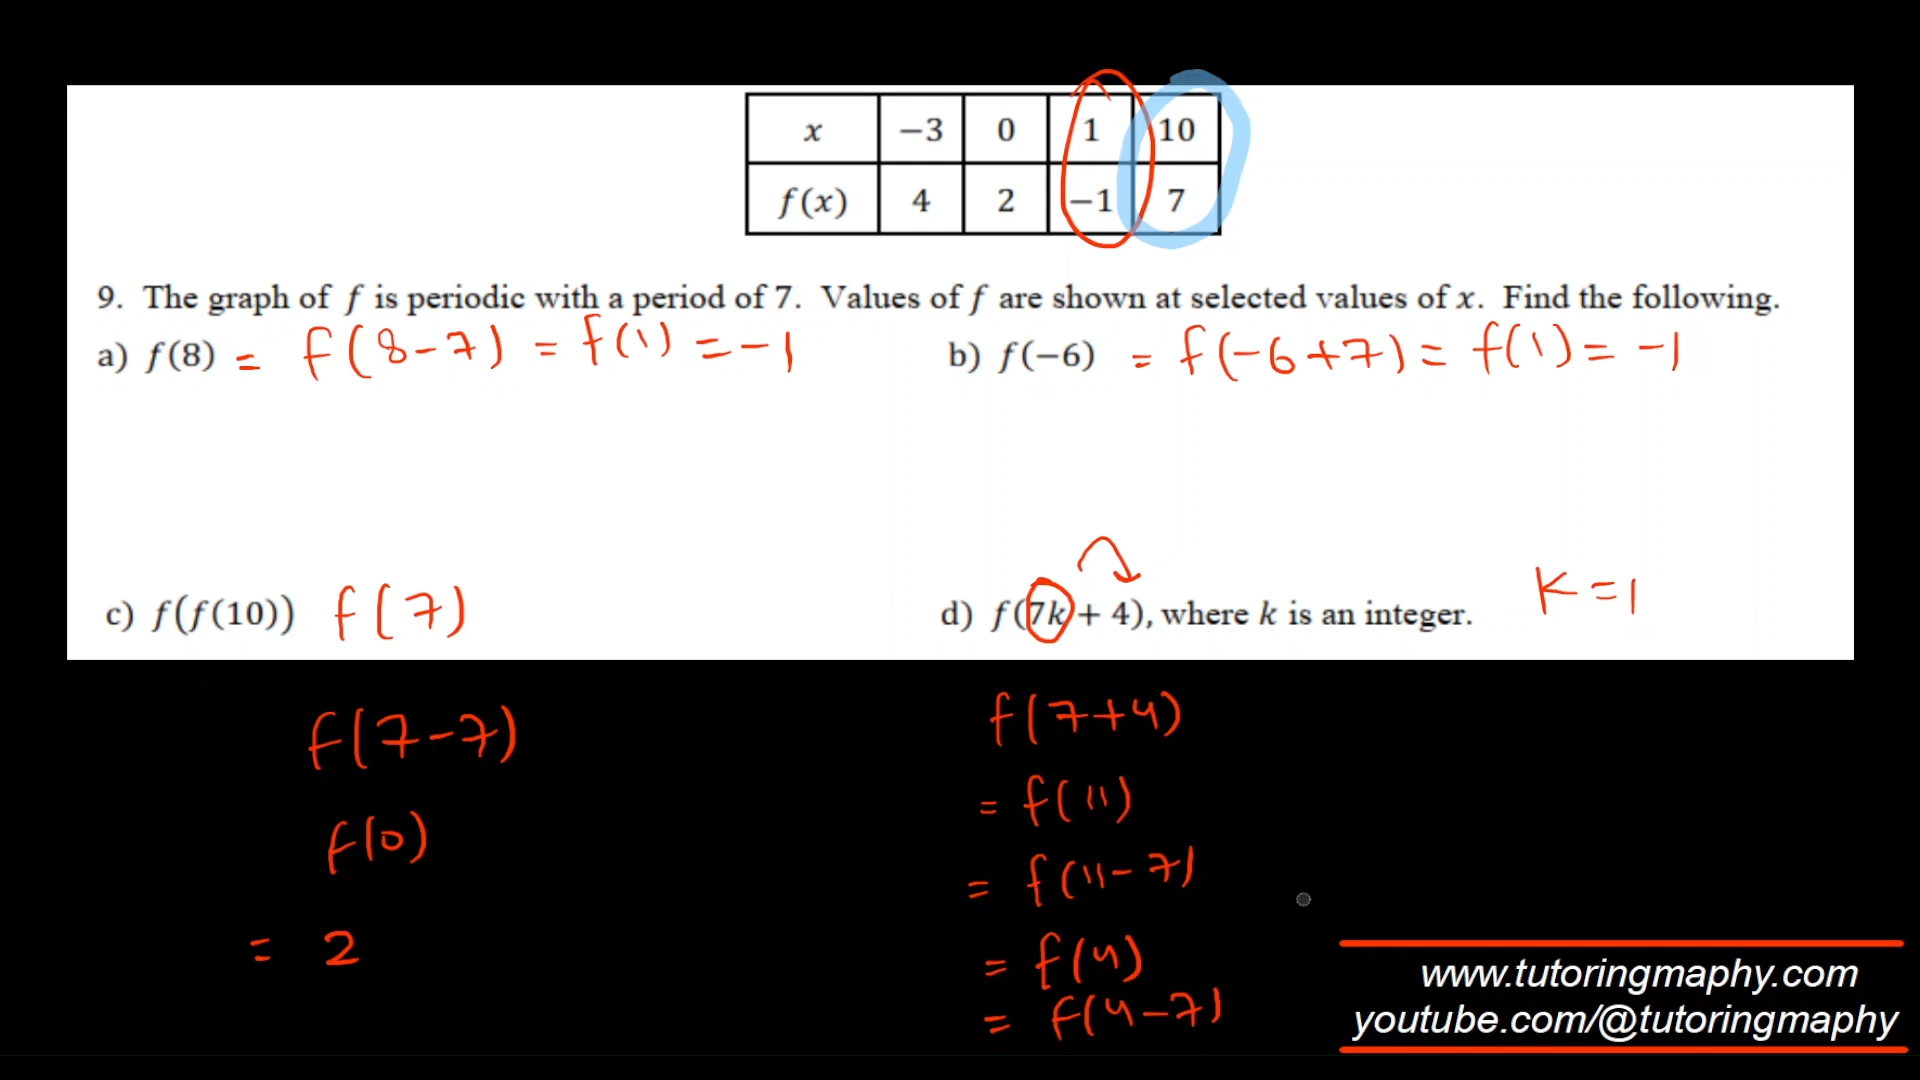 x −3 0 1 10
f(x) 4 2 −1 7
9. The graph of f is periodic with a period of 7. Values of f are shown at selected values of x. Find the following.
a) f(8) = f(8-7) = f(1) = -1
b) f(−6) = f(-6+7) = f(1) = -1
c) f(f(10)) f(7)
f(7-7)
f(0)
= 2
d) f(7k + 4), where k is an integer. K=1
f(7+4)
= f(11)
= f(11-7)
= f(4)
= f(4-7)
www.tutoringmaphy.com
youtube.com/@tutoringmaphy